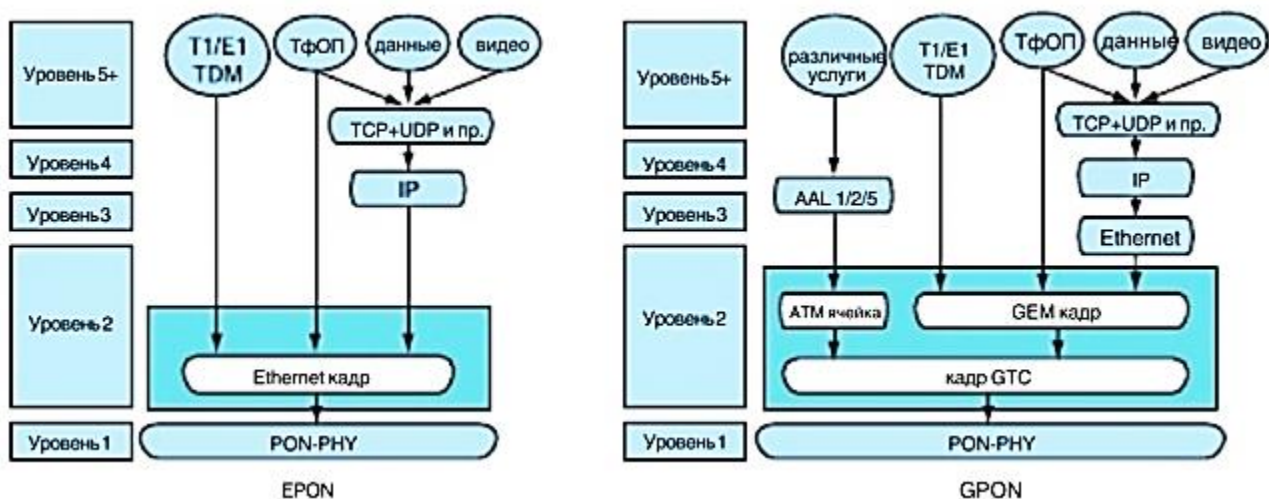 Уровень 5+
Уровень 4
Уровень 3
Уровень 2
Уровень 1
T1/E1
TDM
ТфОП
данные
видео
TCP+UDP и пр.
IP
Ethernet кадр
PON-PHY
EPON
Уровень 5+
Уровень 4
Уровень 3
Уровень 2
Уровень 1
различные
услуги
T1/E1
TDM
ТфОП
данные
видео
TCP+UDP и пр.
IP
AAL 1/2/5
Ethernet
ATM ячейка
GEM кадр
кадр GTC
PON-PHY
GPON